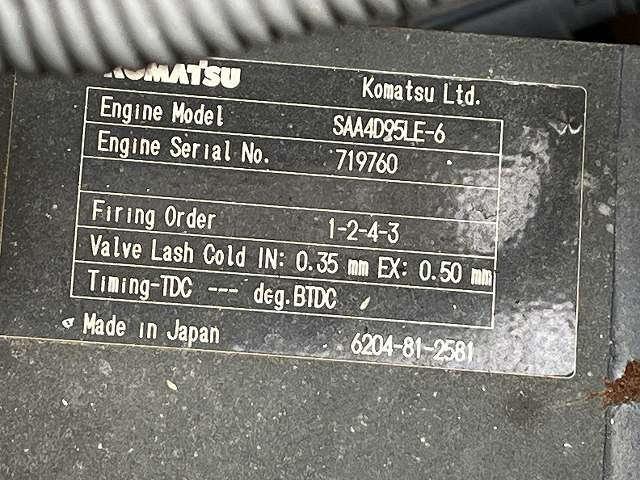 KOMATSU
Komatsu Ltd.
Engine Model SAA4D95LE-6
Engine Serial No. 719760
Firing Order 1-2-4-3
Valve Lash Cold IN: 0.35 mm EX: 0.50 mm
Timing-TDC --- deg.BTDC
Made in Japan 6204-81-2581